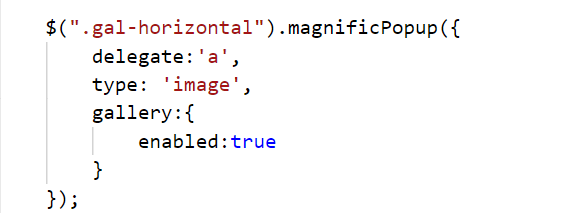 $(".gal-horizontal").magnificPopup({
    delegate:'a',
    type: 'image',
    gallery:{
        enabled:true
    }
});